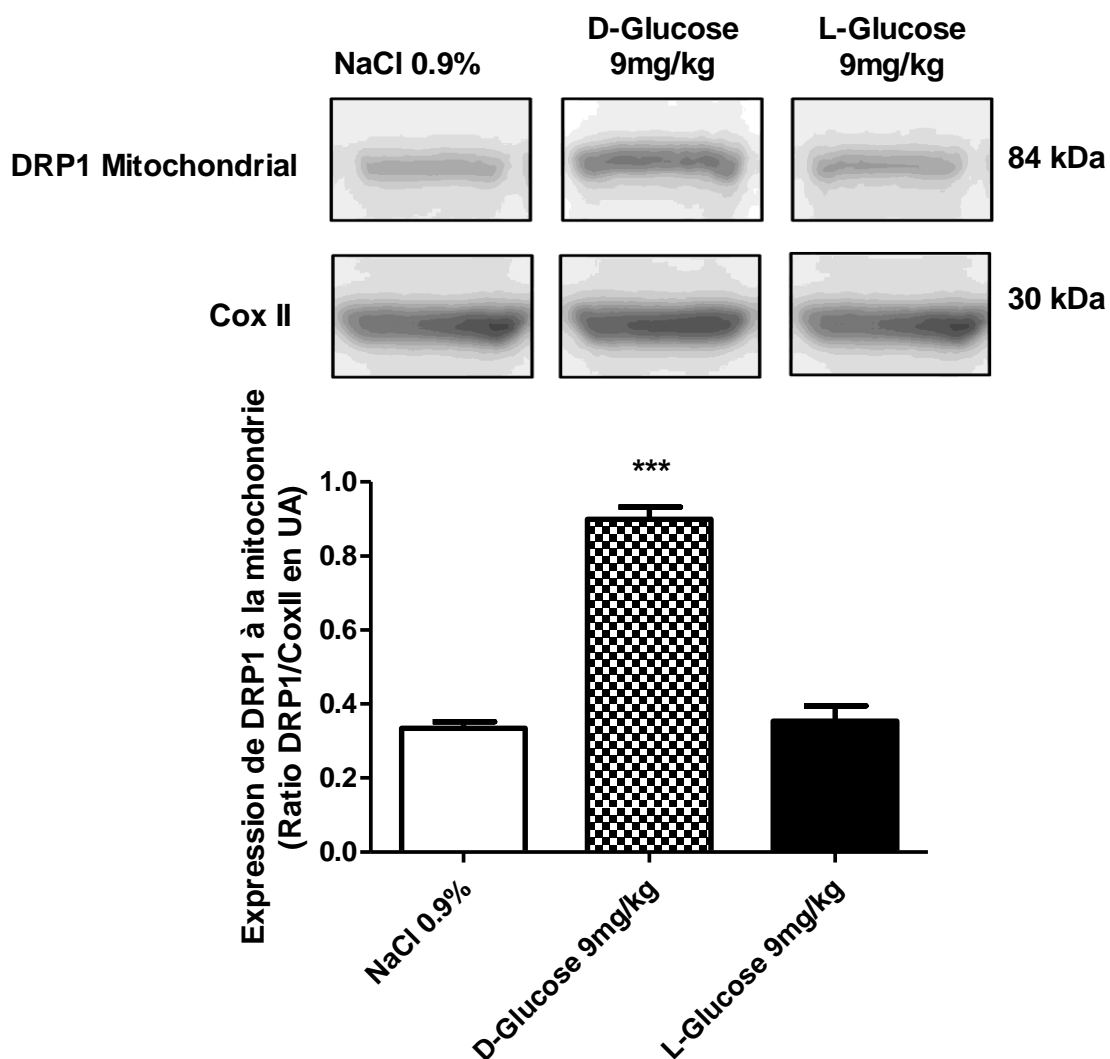 NaCl 0.9%
D-Glucose
9mg/kg
L-Glucose
9mg/kg
DRP1 Mitochondrial
84 kDa
Cox II
30 kDa
Expression de DRP1 à la mitochondrie
(Ratio DRP1/CoxII en UA)
***
1.0
0.8
0.6
0.4
0.2
0.0
NaCl 0.9%
D-Glucose 9mg/kg
L-Glucose 9mg/kg